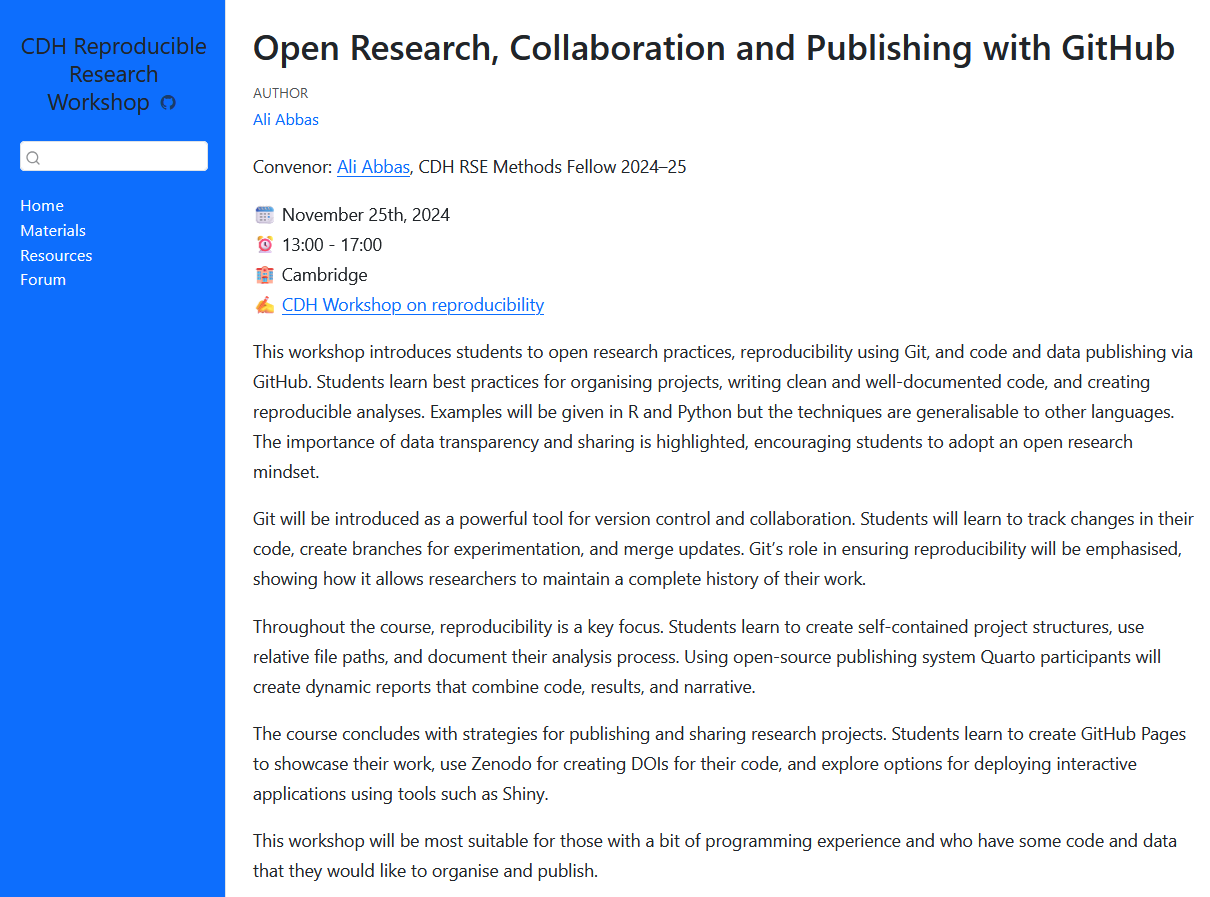 CDH Reproducible
Research
Workshop
Home
Materials
Resources
Forum
Open Research, Collaboration and Publishing with GitHub
AUTHOR
Ali Abbas
Convenor: Ali Abbas, CDH RSE Methods Fellow 2024–25
November 25th, 2024
13:00 - 17:00
Cambridge
CDH Workshop on reproducibility
This workshop introduces students to open research practices, reproducibility using Git, and code and data publishing via
GitHub. Students learn best practices for organising projects, writing clean and well-documented code, and creating
reproducible analyses. Examples will be given in R and Python but the techniques are generalisable to other languages.
The importance of data transparency and sharing is highlighted, encouraging students to adopt an open research
mindset.
Git will be introduced as a powerful tool for version control and collaboration. Students will learn to track changes in their
code, create branches for experimentation, and merge updates. Git’s role in ensuring reproducibility will be emphasised,
showing how it allows researchers to maintain a complete history of their work.
Throughout the course, reproducibility is a key focus. Students learn to create self-contained project structures, use
relative file paths, and document their analysis process. Using open-source publishing system Quarto participants will
create dynamic reports that combine code, results, and narrative.
The course concludes with strategies for publishing and sharing research projects. Students learn to create GitHub Pages
to showcase their work, use Zenodo for creating DOIs for their code, and explore options for deploying interactive
applications using tools such as Shiny.
This workshop will be most suitable for those with a bit of programming experience and who have some code and data
that they would like to organise and publish.